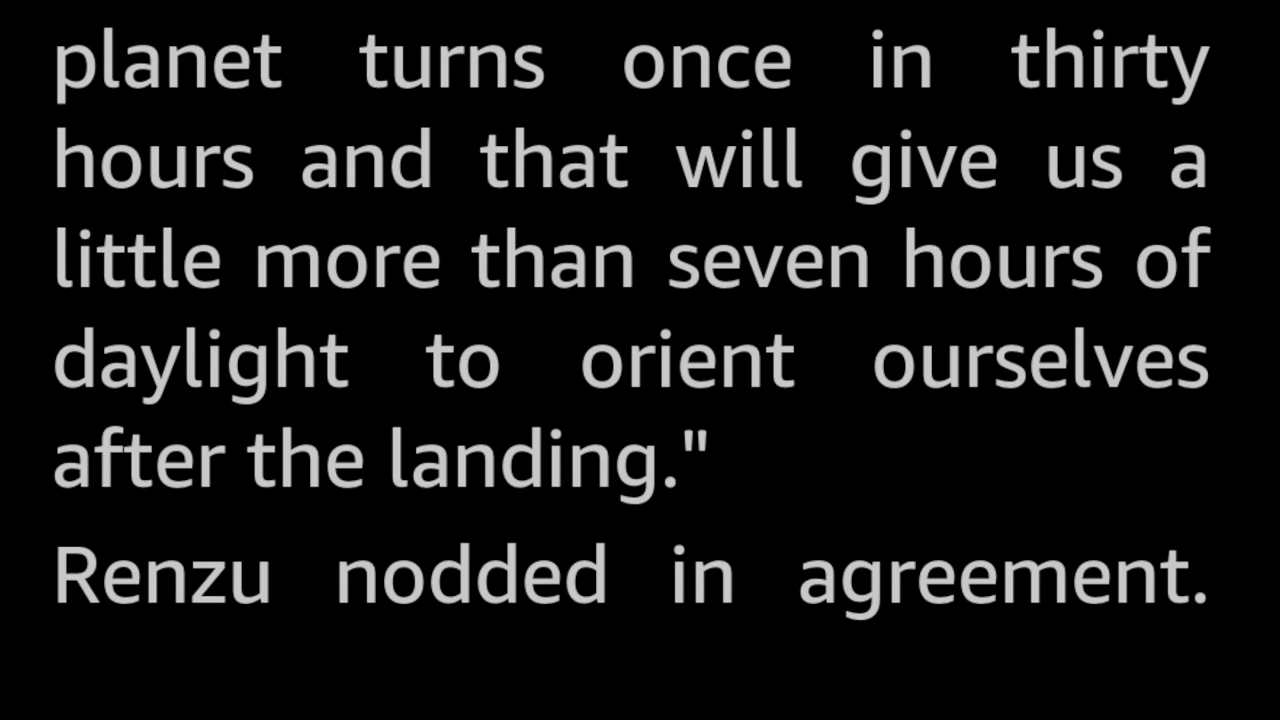 planet turns once in thirty
hours and that will give us a
little more than seven hours of
daylight to orient ourselves
after the landing."
Renzu nodded in agreement.